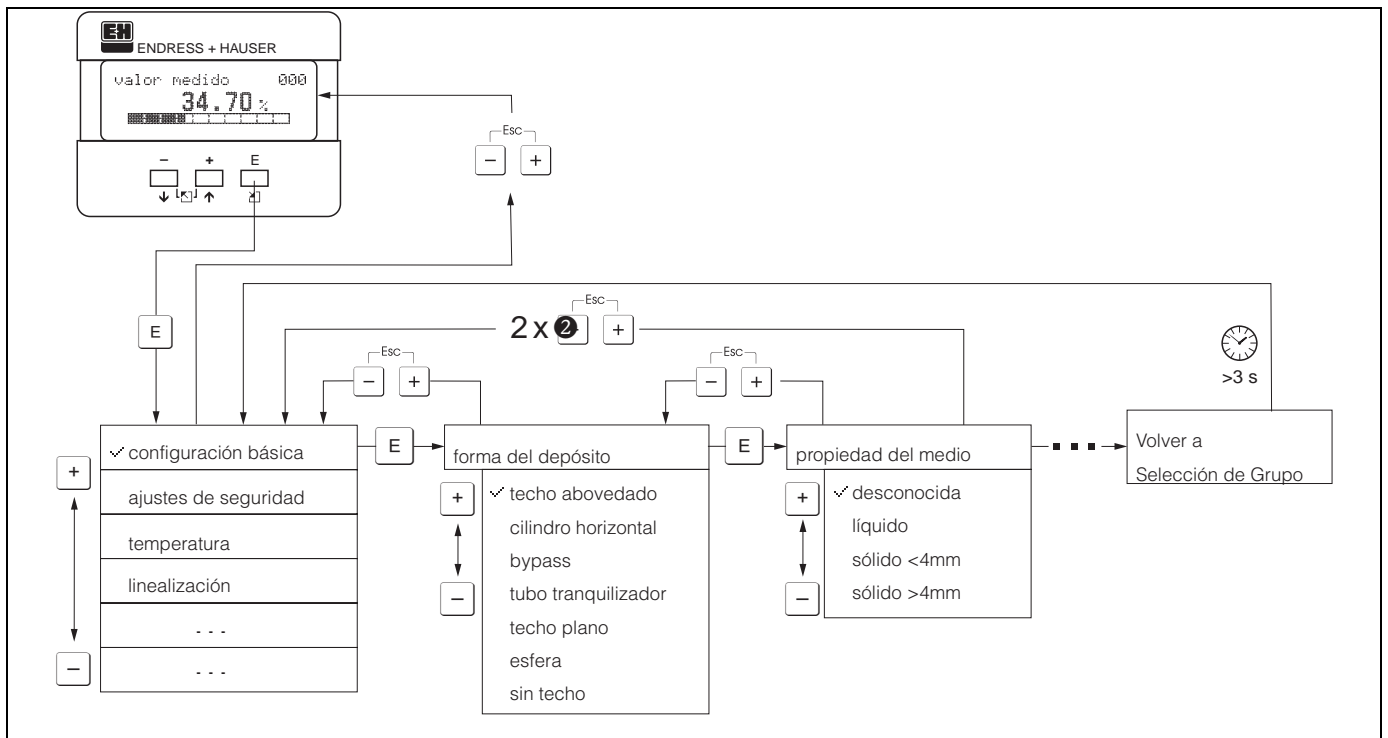 EH
ENDRESS + HAUSER
valor medido 000
34.70 %
- + E
Esc
- +
E
Esc
2 x 2 +
Esc
- +
Esc
- +
>3 s
configuración básica
E
forma del depósito
E
propiedad del medio
Volver a
Selección de Grupo
+
-
ajustes de seguridad
temperatura
linealización
- - -
- - -
+
-
techo abovedado
cilindro horizontal
bypass
tubo tranquilizador
techo plano
esfera
sin techo
+
-
desconocida
líquido
sólido <4mm
sólido >4mm